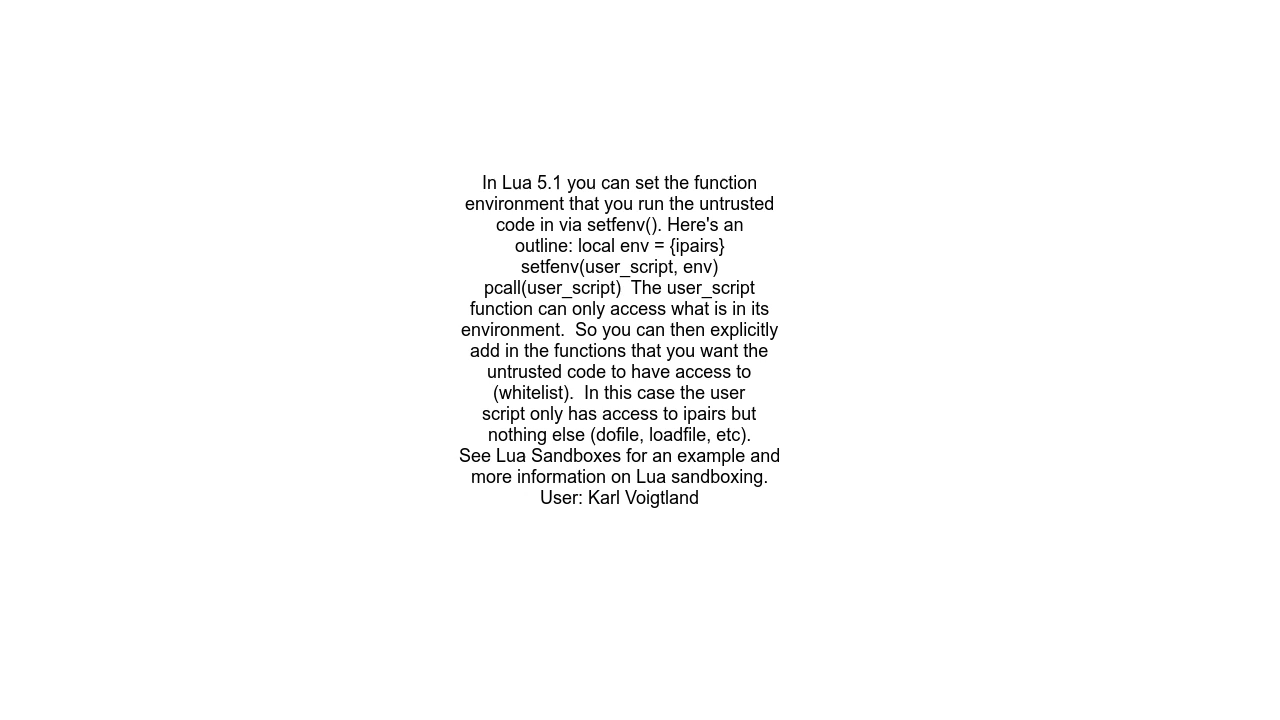 In Lua 5.1 you can set the function
environment that you run the untrusted
code in via setfenv(). Here's an
outline: local env = {ipairs}
setfenv(user_script, env)
pcall(user_script)  The user_script
function can only access what is in its
environment.  So you can then explicitly
add in the functions that you want the
untrusted code to have access to
(whitelist).  In this case the user
script only has access to ipairs but
nothing else (dofile, loadfile, etc).
See Lua Sandboxes for an example and
more information on Lua sandboxing.
User: Karl Voigtland